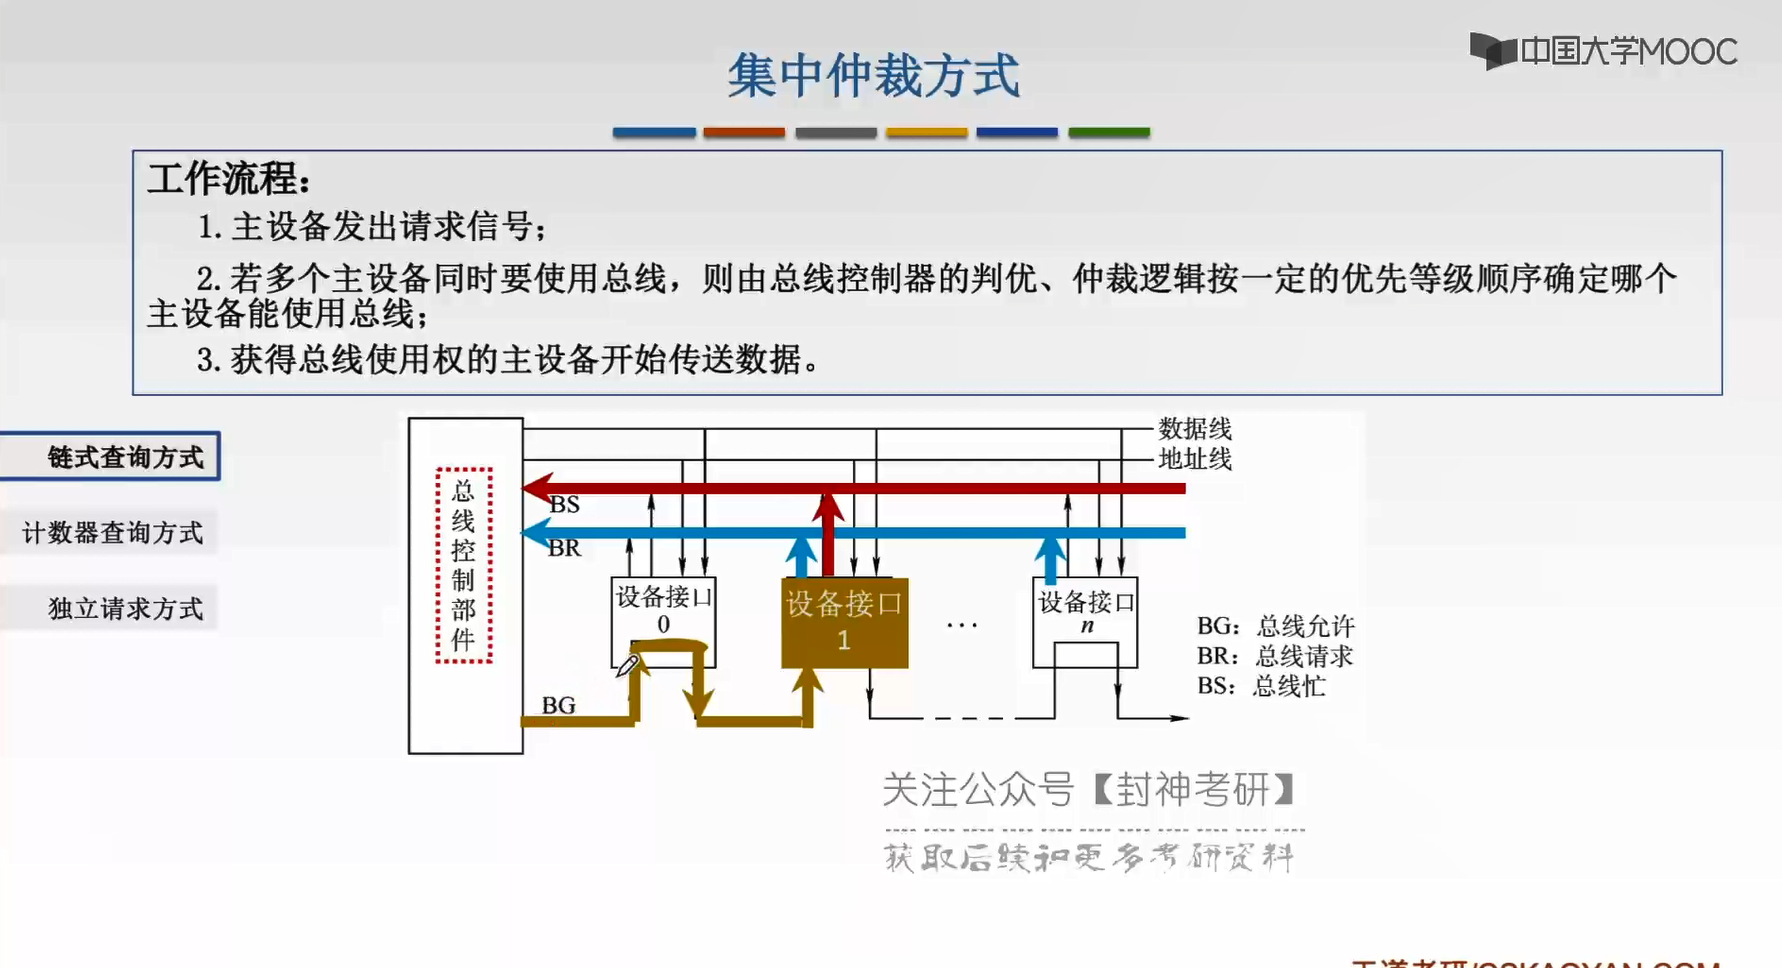 中国大学MOOC
集中仲裁方式
工作流程：
1.主设备发出请求信号；
2.若多个主设备同时要使用总线，则由总线控制器的判优、仲裁逻辑按一定的优先等级顺序确定哪个
主设备能使用总线；
3.获得总线使用权的主设备开始传送数据。
链式查询方式
计数器查询方式
独立请求方式
总线控制部件
数据线
地址线
BS
BR
设备接口
0
设备接口
1
...
设备接口
n
BG
BG：总线允许
BR：总线请求
BS：总线忙
关注公众号【封神考研】
获取后续和更多考研资料
王道考研/CSKAOYAN.COM